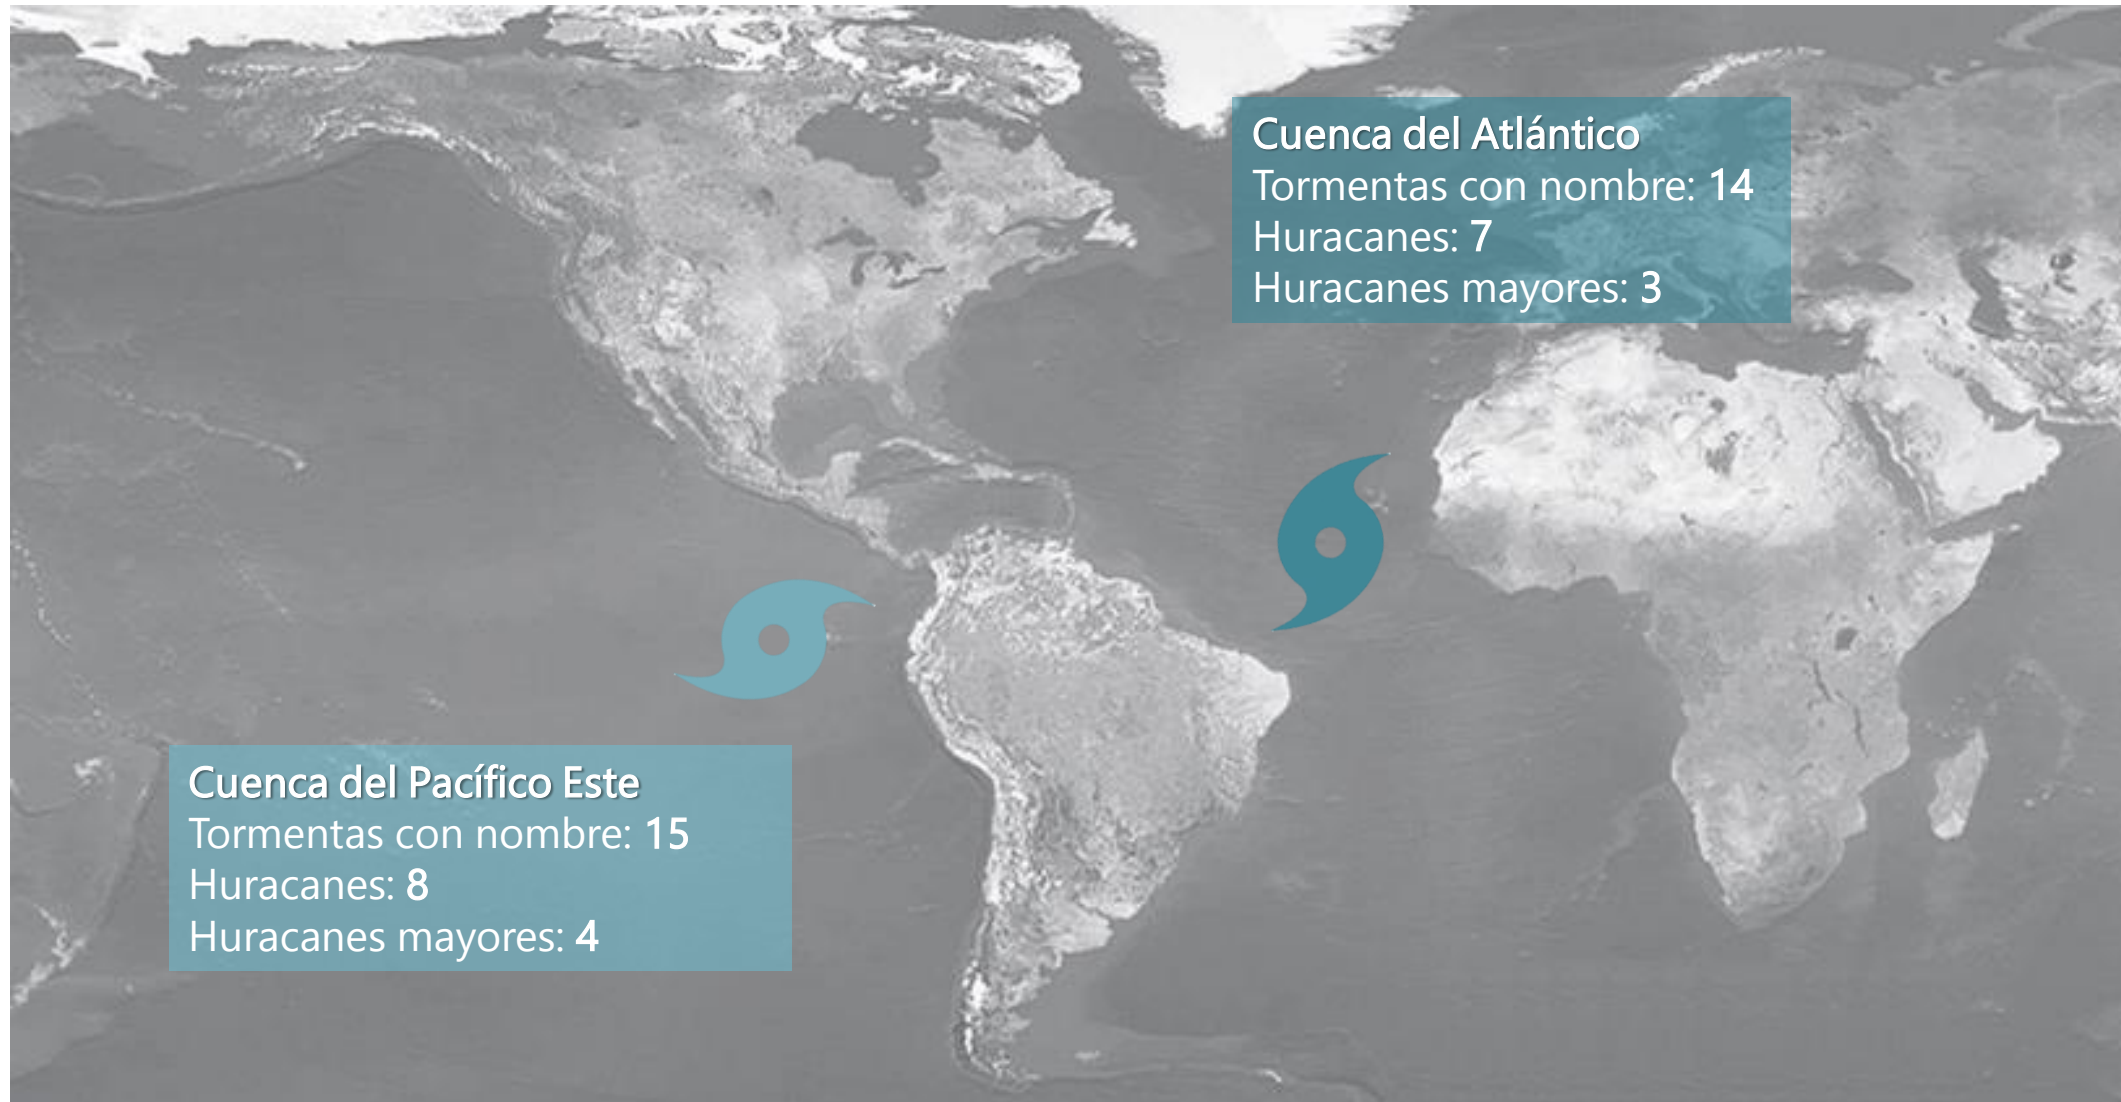 Cuenca del Atlántico
Tormentas con nombre: 14
Huracanes: 7
Huracanes mayores: 3
Cuenca del Pacífico Este
Tormentas con nombre: 15
Huracanes: 8
Huracanes mayores: 4